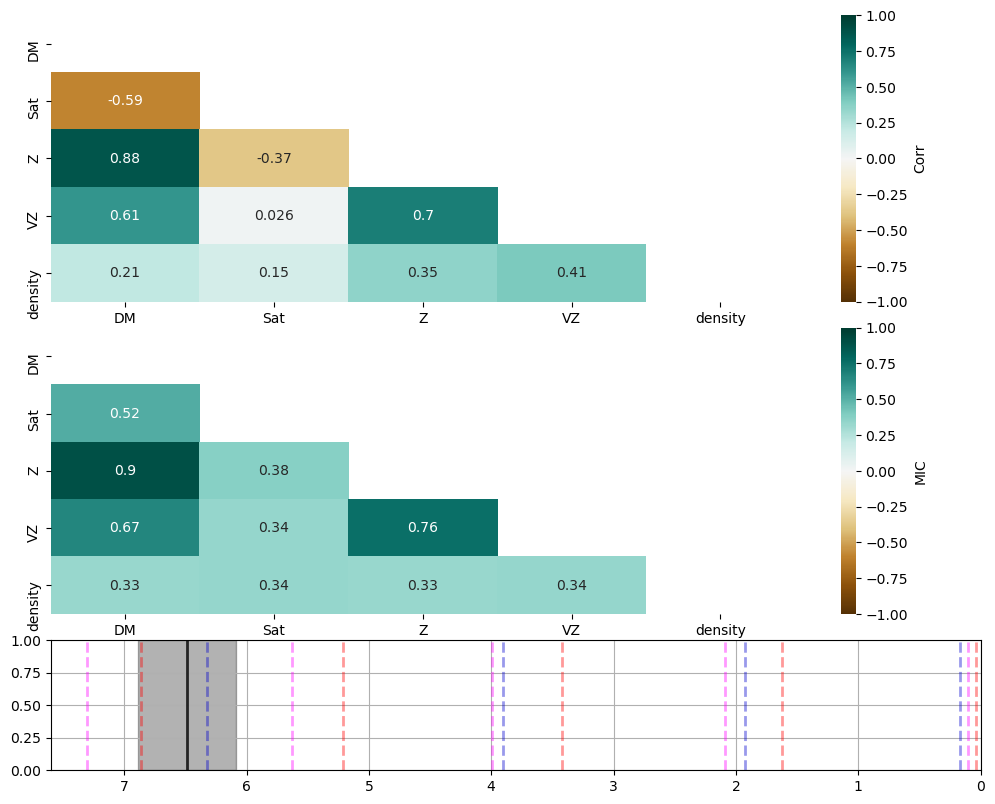 DM
Sat
Z
VZ
density
-0.59
0.88
-0.37
0.61
0.026
0.7
0.21
0.15
0.35
0.41
DM Sat Z VZ density
1.00
0.75
0.50
0.25
0.00
−0.25
−0.50
−0.75
−1.00
Corr
DM
Sat
Z
VZ
density
0.52
0.9
0.38
0.67
0.34
0.76
0.33
0.34
0.33
0.34
DM Sat Z VZ density
1.00
0.75
0.50
0.25
0.00
−0.25
−0.50
−0.75
−1.00
MIC
1.00
0.75
0.50
0.25
0.00
7 6 5 4 3 2 1 0